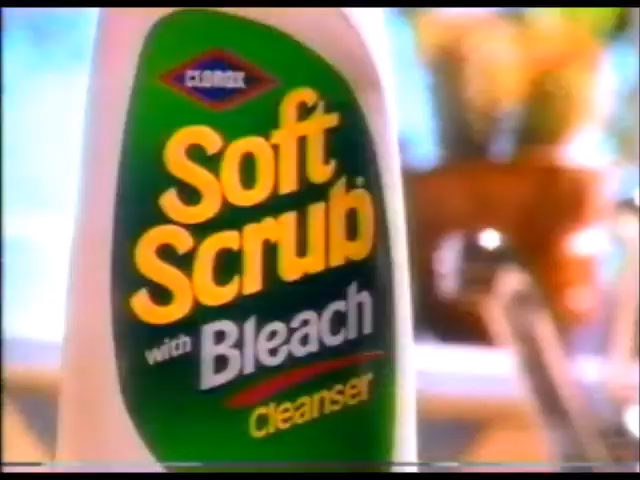 CLOROX
Soft
Scrub
with Bleach
Cleanser